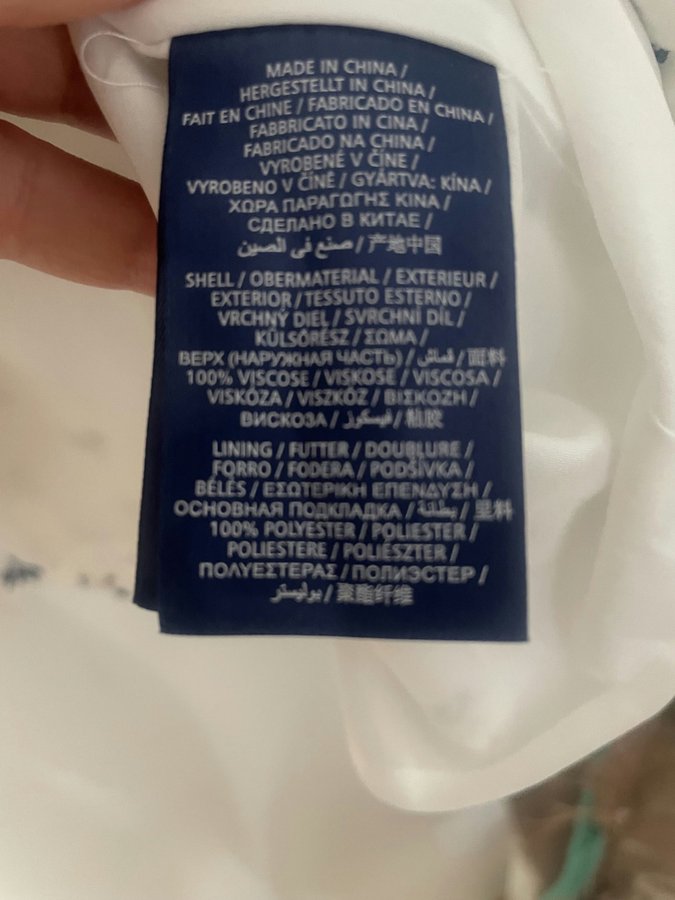 MADE IN CHINA /
HERGESTELLT IN CHINA /
FAIT EN CHINE / FABRICADO EN CHINA /
FABBRICATO IN CINA /
FABRICADO NA CHINA /
VYROBENÉ V ČÍNE /
VYROBENO V ČÍNĚ / GYÁRTVA: KÍNA /
ΧΩΡΑ ΠΑΡΑΓΩΓΗΣ ΚΙΝΑ /
СДЕЛАНО В КИТАЕ /
صنع في الصين / 产地中国
SHELL / OBERMATERIAL / EXTERIEUR /
EXTERIOR / TESSUTO ESTERNO /
VRCHNÝ DIEL / SVRCHNÍ DÍL /
KÜLSŐRÉSZ / ΣΩΜΑ /
ВЕРХ (НАРУЖНАЯ ЧАСТЬ) / قماش / 面料
100% VISCOSE / VISKOSE / VISCOSA /
VISKÓZA / VISZKÓZ / ΒΙΣΚΟΖΗ /
ВИСКОЗА / فيسكوز / 粘胶
LINING / FUTTER / DOUBLURE /
FORRO / FODERA / PODŠÍVKA /
BÉLÉS / ΕΣΩΤΕΡΙΚΗ ΕΠΕΝΔΥΣΗ /
ОСНОВНАЯ ПОДКЛАДКА / بطانة / 里料
100% POLYESTER / POLIESTER /
POLIESTERE / POLIÉSZTER /
ΠΟΛΥΕΣΤΕΡΑΣ / ПОЛИЭСТЕР /
بوليستر / 聚酯纤维